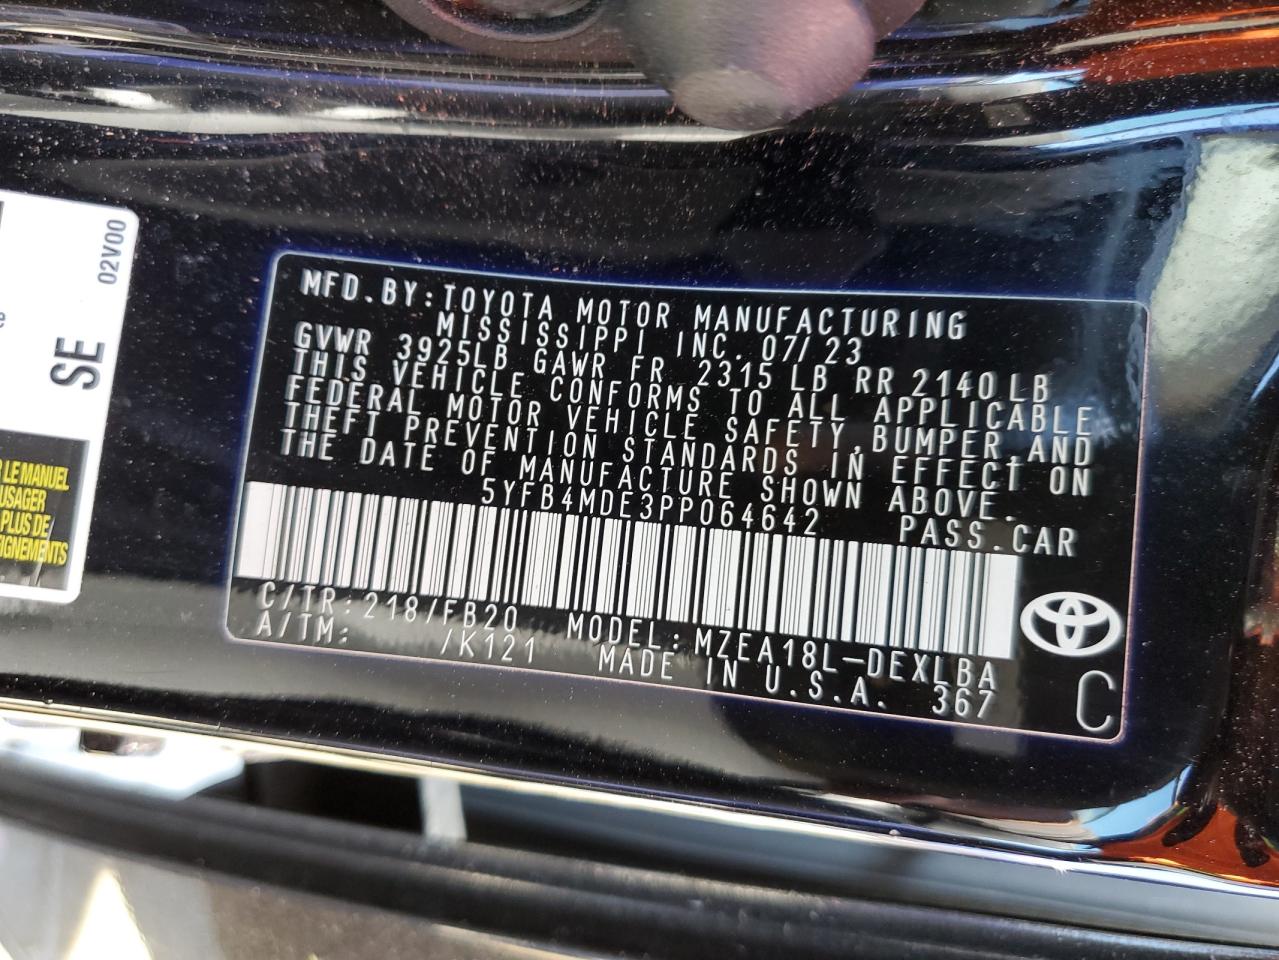 02V00
SE
LE MANUEL
USAGER
PLUS DE
MFD.BY:TOYOTA MOTOR MANUFACTURING
MISSISSIPPI INC. 07/23
GVWR 3925LB GAWR FR 2315 LB RR 2140LB
THIS VEHICLE CONFORMS TO ALL APPLICABLE
FEDERAL MOTOR VEHICLE SAFETY,BUMPER,AND
THEFT PREVENTION STANDARDS IN EFFECT ON
THE DATE OF MANUFACTURE SHOWN ABOVE.
5YFB4MDE3PP064642 PASS.CAR
C/TR:218/FB20 MODEL:MZEA18L-DEXLBA
A/TM: /K121 MADE IN U.S.A. 367
C